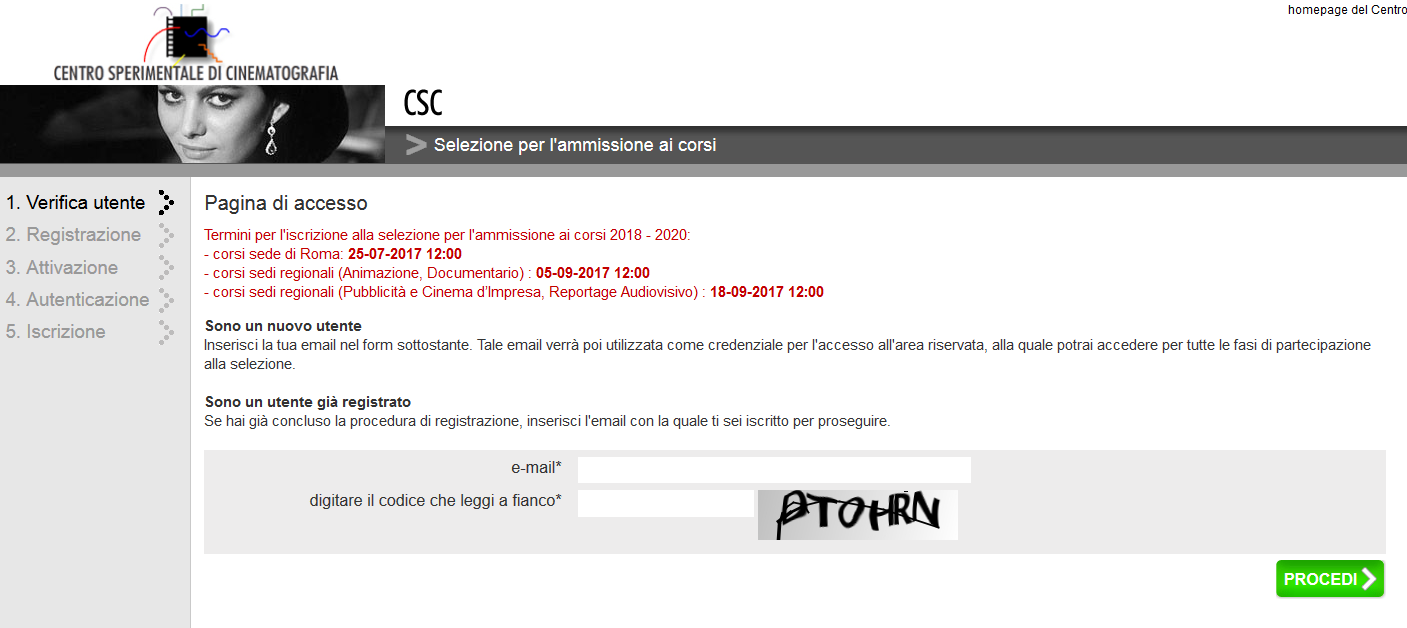 homepage del Centro
CENTRO SPERIMENTALE DI CINEMATOGRAFIA
CSC
Selezione per l'ammissione ai corsi
1. Verifica utente
2. Registrazione
3. Attivazione
4. Autenticazione
5. Iscrizione
Pagina di accesso
Termini per l'iscrizione alla selezione per l'ammissione ai corsi 2018 - 2020:
- corsi sede di Roma: 25-07-2017 12:00
- corsi sedi regionali (Animazione, Documentario) : 05-09-2017 12:00
- corsi sedi regionali (Pubblicità e Cinema d’Impresa, Reportage Audiovisivo) : 18-09-2017 12:00
Sono un nuovo utente
Inserisci la tua email nel form sottostante. Tale email verrà poi utilizzata come credenziale per l'accesso all'area riservata, alla quale potrai accedere per tutte le fasi di partecipazione
alla selezione.
Sono un utente già registrato
Se hai già concluso la procedura di registrazione, inserisci l'email con la quale ti sei iscritto per proseguire.
e-mail*
digitare il codice che leggi a fianco*
PROCEDI